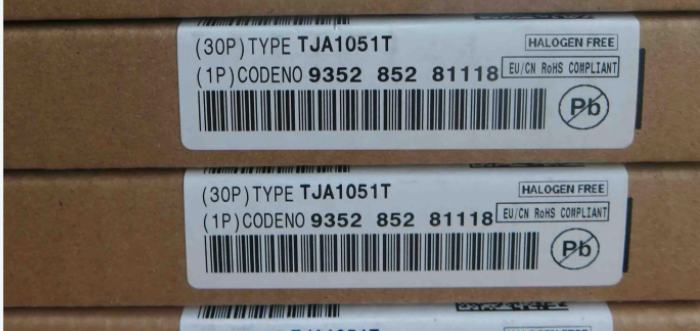 (30P)TYPE TJA1051T
HALOGEN FREE
(1P)CODENO 9352 852 81118
EU/CN RoHS COMPLIANT
Pb
(30P)TYPE TJA1051T
HALOGEN FREE
(1P)CODENO 9352 852 81118
EU/CN RoHS COMPLIANT
Pb